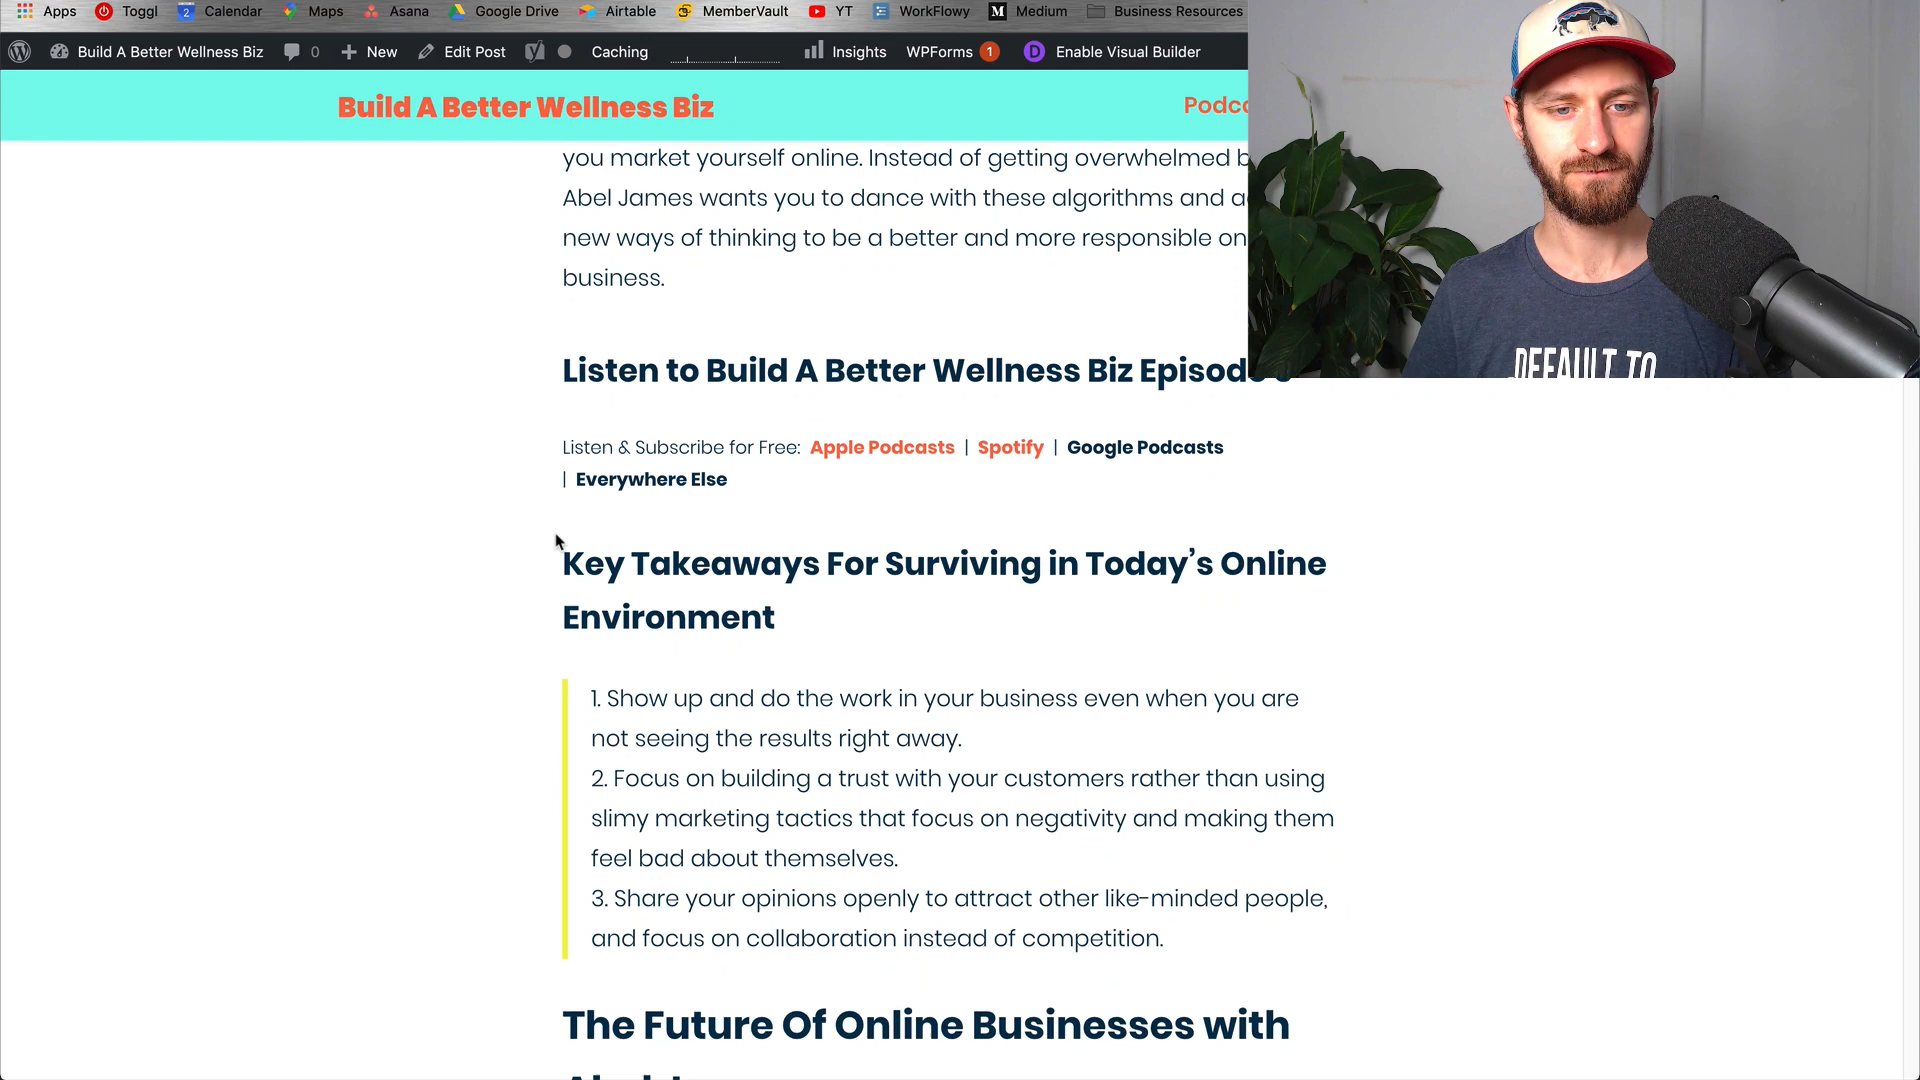 Apps Toggl 2 Calendar Maps Asana Google Drive Airtable MemberVault YT WorkFlowy M Medium Business Resources
Build A Better Wellness Biz 0 New Edit Post Caching Insights WPForms 1 D Enable Visual Builder
Build A Better Wellness Biz
you market yourself online. Instead of getting overwhelmed
Abel James wants you to dance with these algorithms and
new ways of thinking to be a better and more responsible
business.
Listen to Build A Better Wellness Biz Episode
Listen & Subscribe for Free: Apple Podcasts | Spotify | Google Podcasts
| Everywhere Else
Key Takeaways For Surviving in Today’s Online
Environment
1. Show up and do the work in your business even when you are
not seeing the results right away.
2. Focus on building a trust with your customers rather than using
slimy marketing tactics that focus on negativity and making them
feel bad about themselves.
3. Share your opinions openly to attract other like-minded people,
and focus on collaboration instead of competition.
The Future Of Online Businesses with
DEFAULT TO